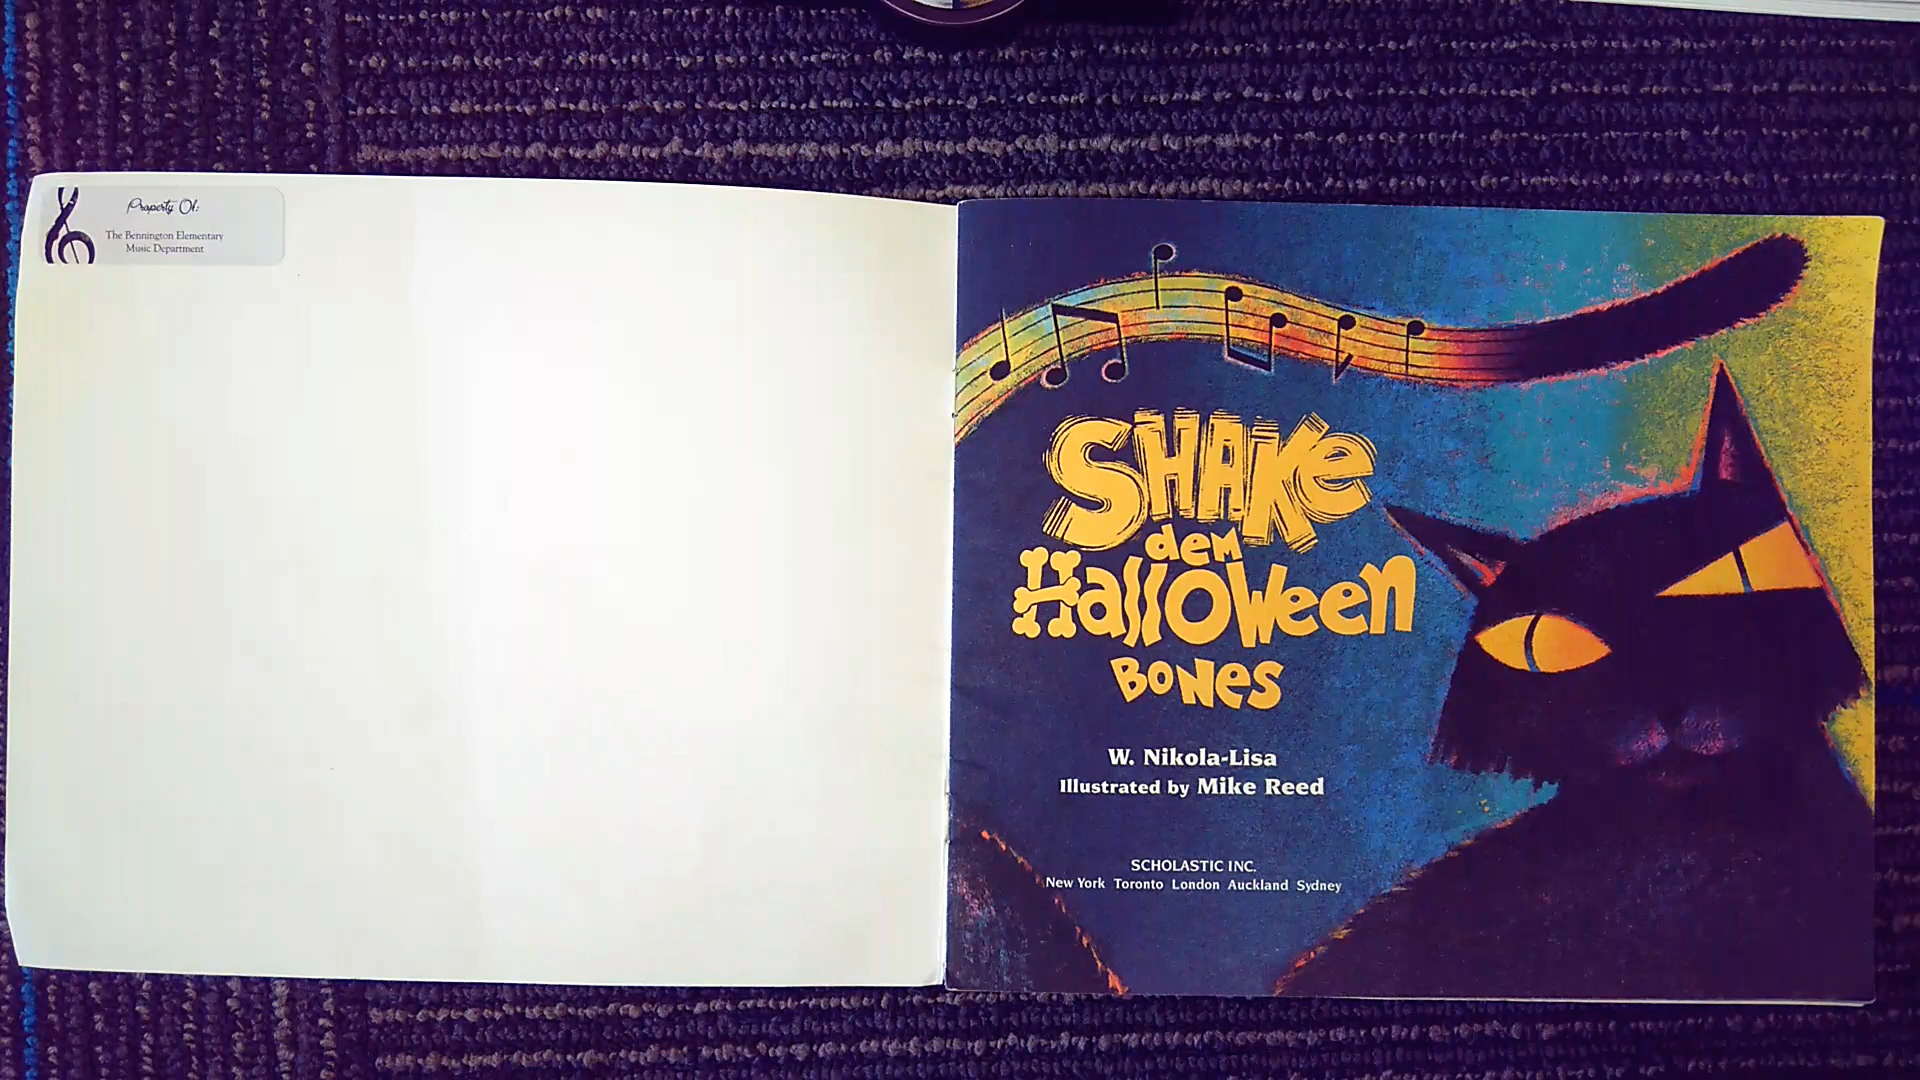 Property Of:
The Bennington Elementary
Music Department
SHAKe
deM
HallOWeen
BoNes
W. Nikola-Lisa
Illustrated by Mike Reed
SCHOLASTIC INC.
New York Toronto London Auckland Sydney